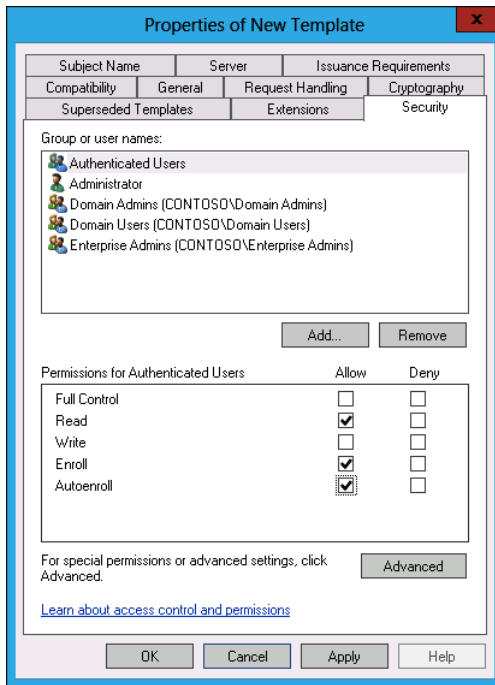 Properties of New Template
x
Subject Name Server Issuance Requirements
Compatibility General Request Handling Cryptography
Superseded Templates Extensions Security
Group or user names:
Authenticated Users
Administrator
Domain Admins (CONTOSO\Domain Admins)
Domain Users (CONTOSO\Domain Users)
Enterprise Admins (CONTOSO\Enterprise Admins)
Add... Remove
Permissions for Authenticated Users Allow Deny
Full Control
Read
Write
Enroll
Autoenroll
For special permissions or advanced settings, click
Advanced.
Advanced
Learn about access control and permissions
OK Cancel Apply Help